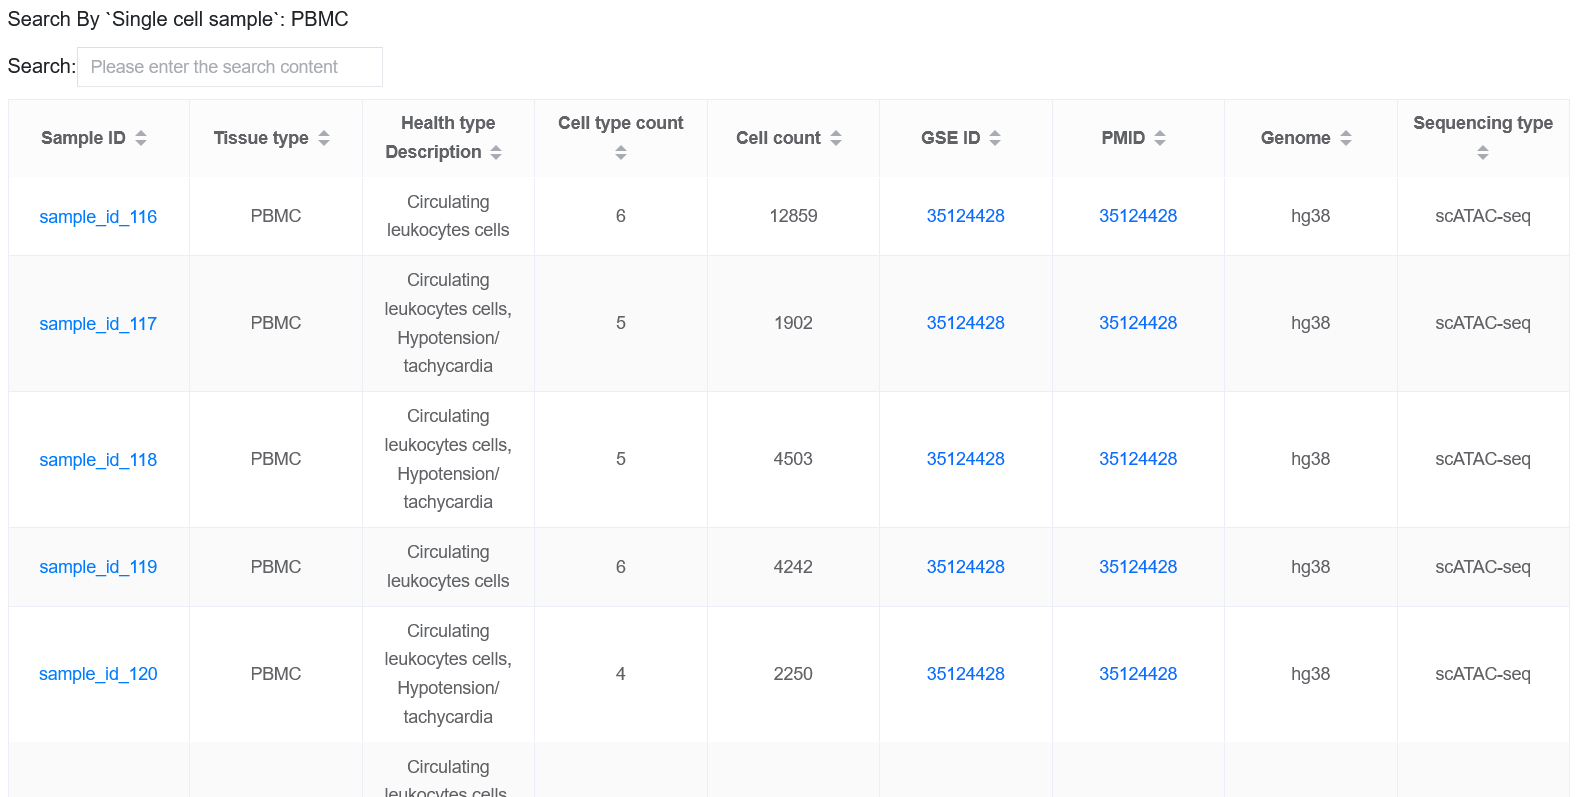 Search By `Single cell sample`: PBMC
Search: Please enter the search content
Sample ID Tissue type Health type Description Cell type count Cell count GSE ID PMID Genome Sequencing type
sample_id_116 PBMC Circulating leukocytes cells 6 12859 35124428 35124428 hg38 scATAC-seq
sample_id_117 PBMC Circulating leukocytes cells, Hypotension/ tachycardia 5 1902 35124428 35124428 hg38 scATAC-seq
sample_id_118 PBMC Circulating leukocytes cells, Hypotension/ tachycardia 5 4503 35124428 35124428 hg38 scATAC-seq
sample_id_119 PBMC Circulating leukocytes cells 6 4242 35124428 35124428 hg38 scATAC-seq
sample_id_120 PBMC Circulating leukocytes cells, Hypotension/ tachycardia 4 2250 35124428 35124428 hg38 scATAC-seq
Circulating
leukocytes cells